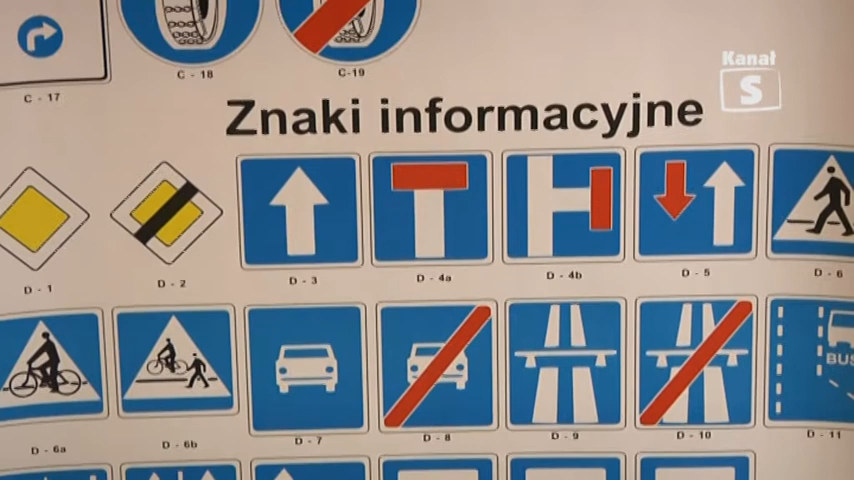 Kanał
S
C - 18
C-19
C - 17
Znaki informacyjne
D - 1
D - 2
D - 3
D - 4a
D - 4b
D - 5
D - 6
BUS
D - 6a
D - 6b
D - 7
D - 8
D - 9
D - 10
D - 11